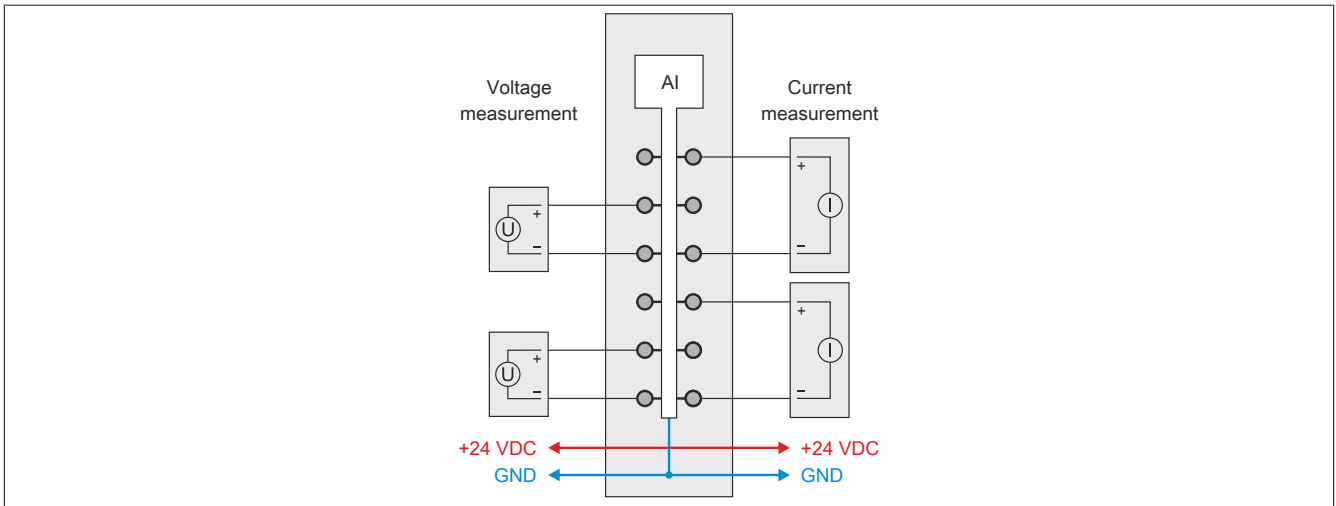 AI
Voltage
measurement
Current
measurement
+
I
−
U
+
−
+
I
−
U
+
−
+24 VDC
+24 VDC
GND
GND